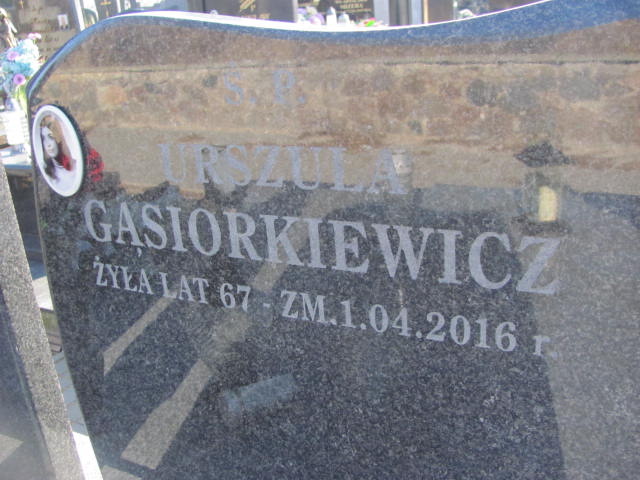 Ś. P.
URSZULA
GĄSIORKIEWICZ
ŻYŁA LAT 67 - ZM.1.04.2016 r.